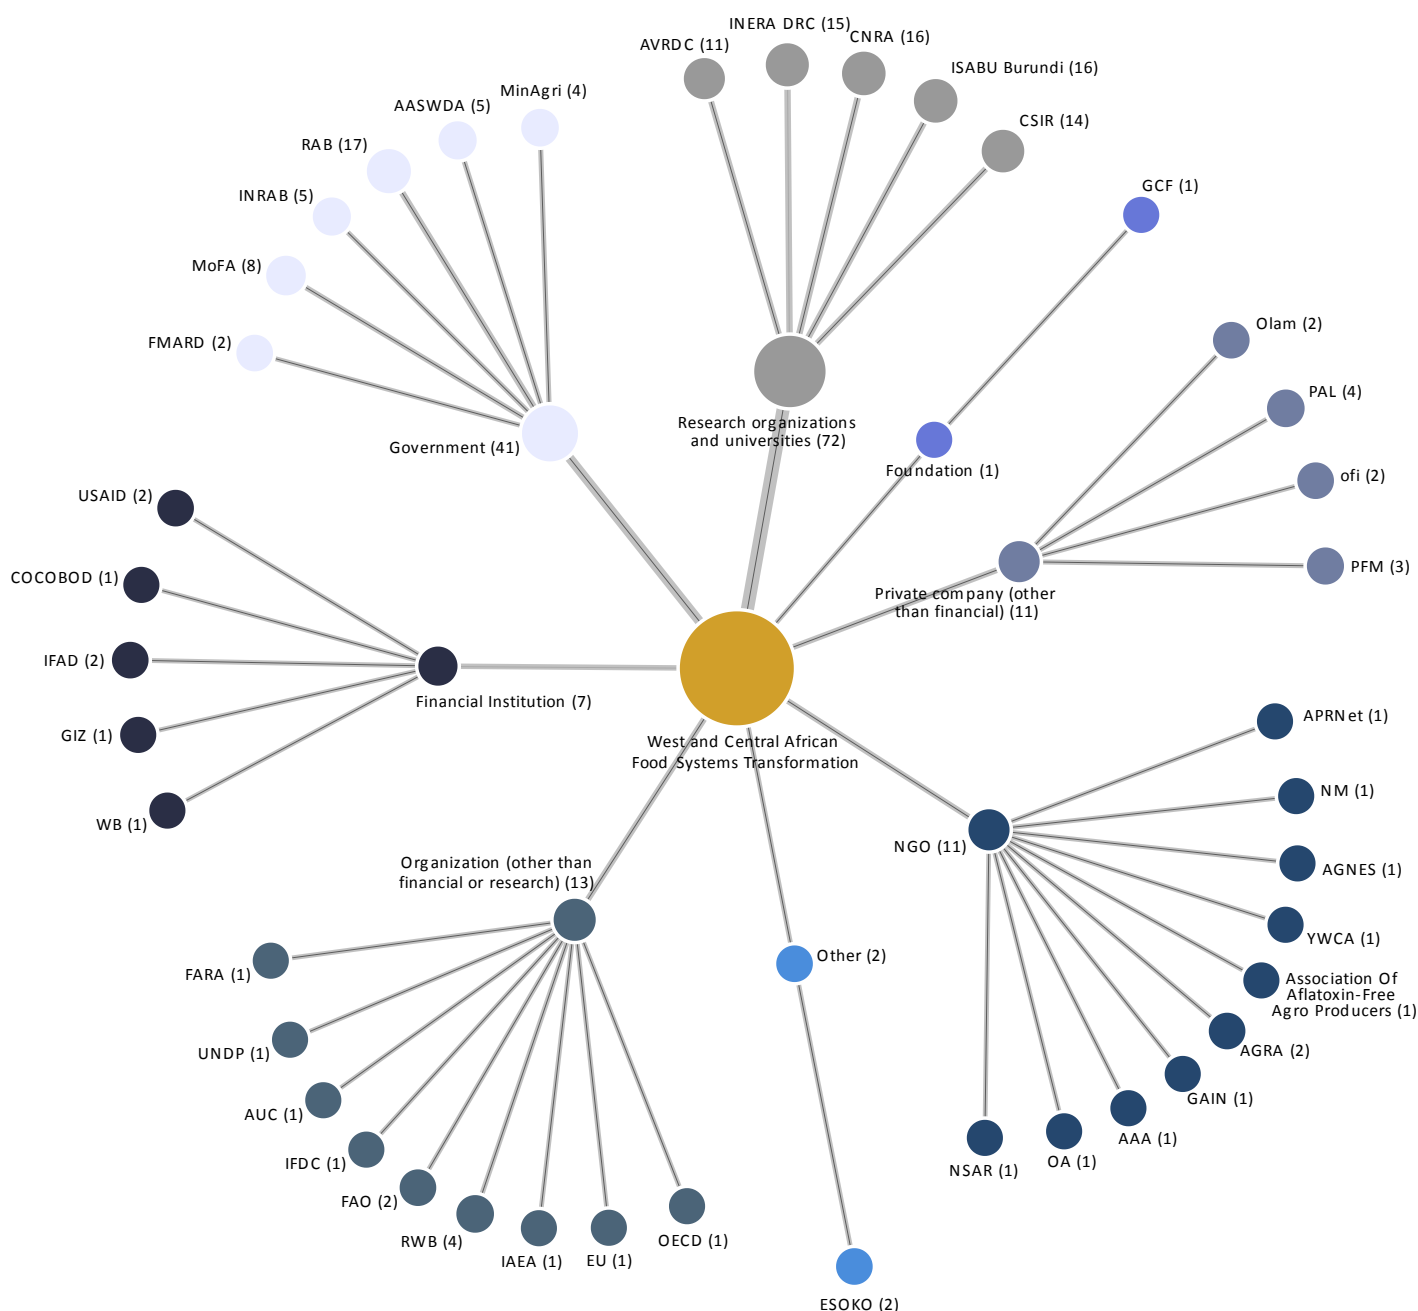 INERA DRC (15)
CNRA (16)
AVRDC (11)
ISABU Burundi (16)
MinAgri (4)
AASWDA (5)
CSIR (14)
RAB (17)
GCF (1)
INRAB (5)
MoFA (8)
Olam (2)
FMARD (2)
PAL (4)
Research organizations
and universities (72)
Government (41)
Foundation (1)
ofi (2)
USAID (2)
PFM (3)
COCOBOD (1)
Private company (other
than financial) (11)
IFAD (2)
Financial Institution (7)
APRNet (1)
GIZ (1)
West and Central African
Food Systems Transformation
NM (1)
WB (1)
NGO (11)
Organization (other than
financial or research) (13)
AGNES (1)
YWCA (1)
Other (2)
FARA (1)
Association Of
Aflatoxin-Free
Agro Producers (1)
UNDP (1)
AGRA (2)
GAIN (1)
AUC (1)
AAA (1)
IFDC (1)
OA (1)
NSAR (1)
FAO (2)
RWB (4)
OECD (1)
IAEA (1)
EU (1)
ESOKO (2)